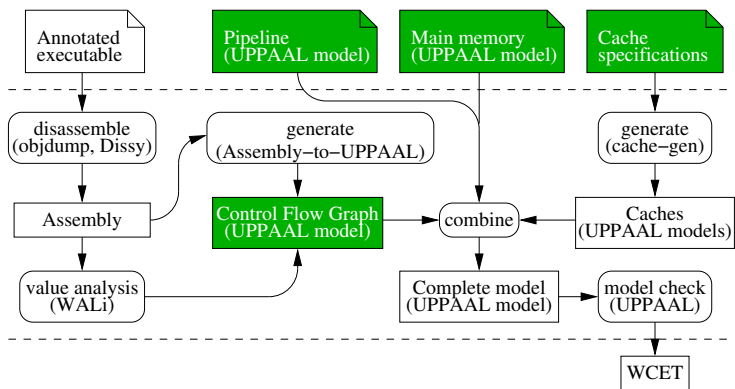 Annotated
executable
Pipeline
(UPPAAL model)
Main memory
(UPPAAL model)
Cache
specifications
disassemble
(objdump, Dissy)
generate
(Assembly-to-UPPAAL)
generate
(cache-gen)
Assembly
Control Flow Graph
(UPPAAL model)
combine
Caches
(UPPAAL models)
value analysis
(WALi)
Complete model
(UPPAAL model)
model check
(UPPAAL)
WCET